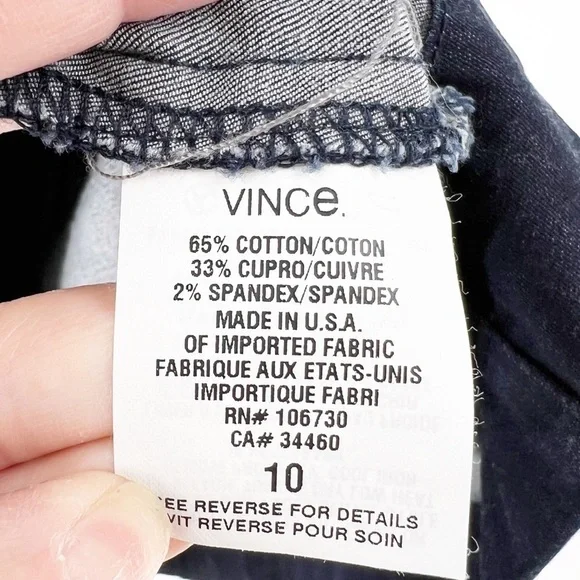 VINCe.
65% COTTON/COTON
33% CUPRO/CUIVRE
2% SPANDEX/SPANDEX
MADE IN U.S.A.
OF IMPORTED FABRIC
FABRIQUE AUX ETATS-UNIS
IMPORTIQUE FABRI
RN# 106730
CA# 34460
10
SEE REVERSE FOR DETAILS
VIT REVERSE POUR SOIN